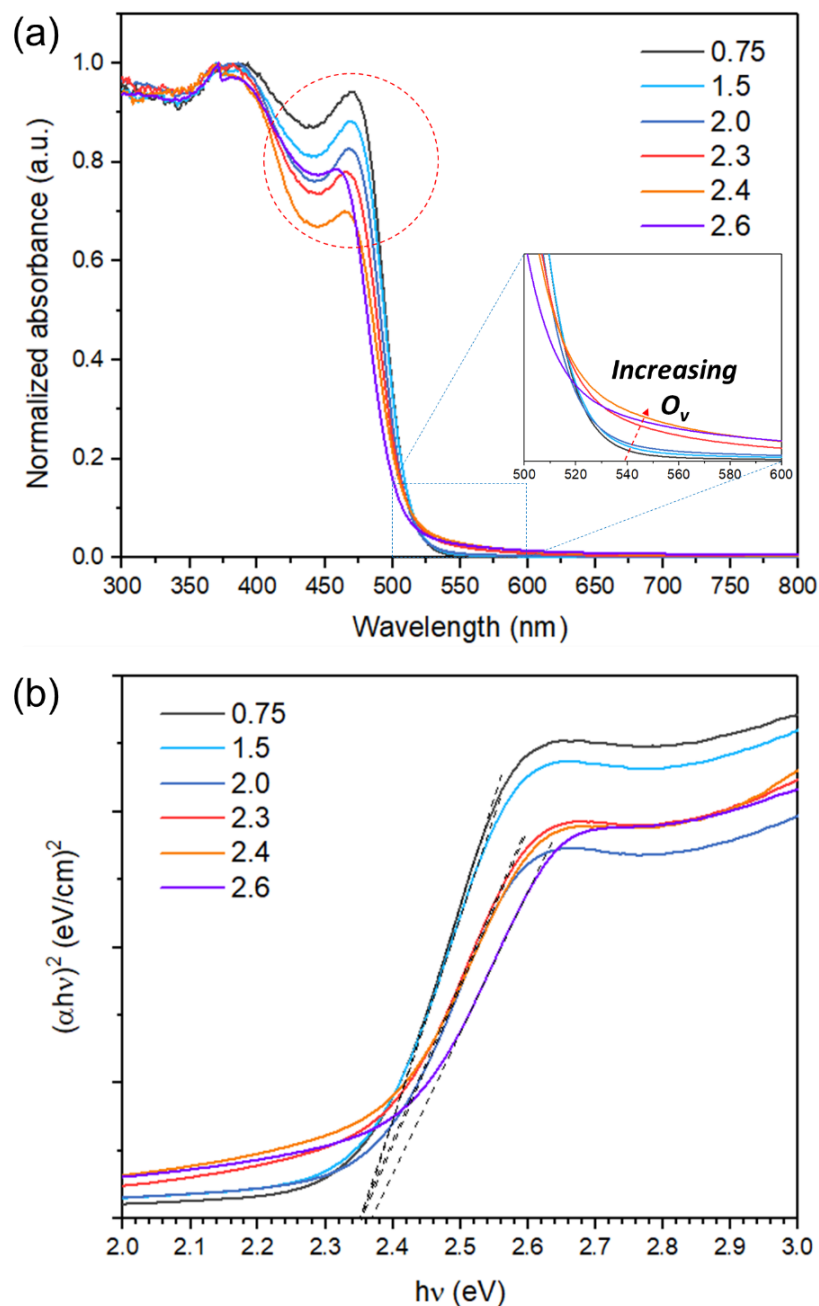 (a)
Normalized absorbance (a.u.)
1.0
0.8
0.6
0.4
0.2
0.0
0.75
1.5
2.0
2.3
2.4
2.6
Increasing
Oᵥ
500 520 540 560 580 600
300 350 400 450 500 550 600 650 700 750 800
Wavelength (nm)
(b)
(αhν)² (eV/cm)²
0.75
1.5
2.0
2.3
2.4
2.6
2.0 2.1 2.2 2.3 2.4 2.5 2.6 2.7 2.8 2.9 3.0
hν (eV)